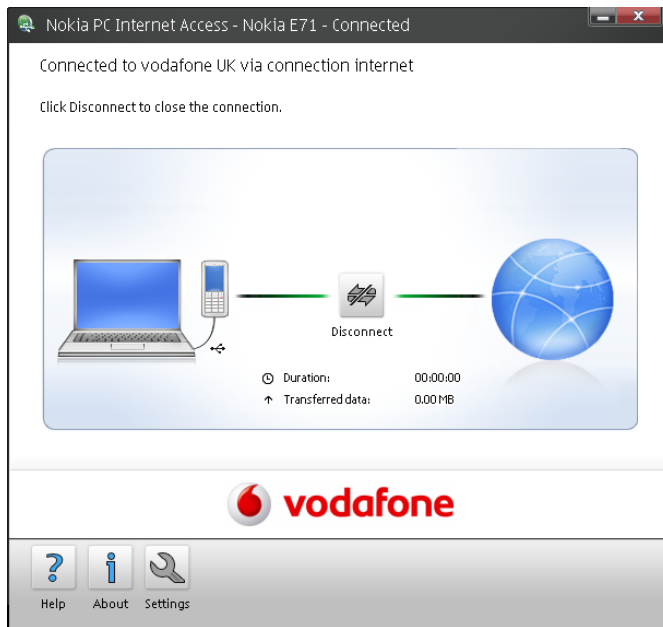 Nokia PC Internet Access - Nokia E71 - Connected
Connected to vodafone UK via connection internet
Click Disconnect to close the connection.
Disconnect
Duration: 00:00:00
Transferred data: 0.00 MB
vodafone
Help About Settings